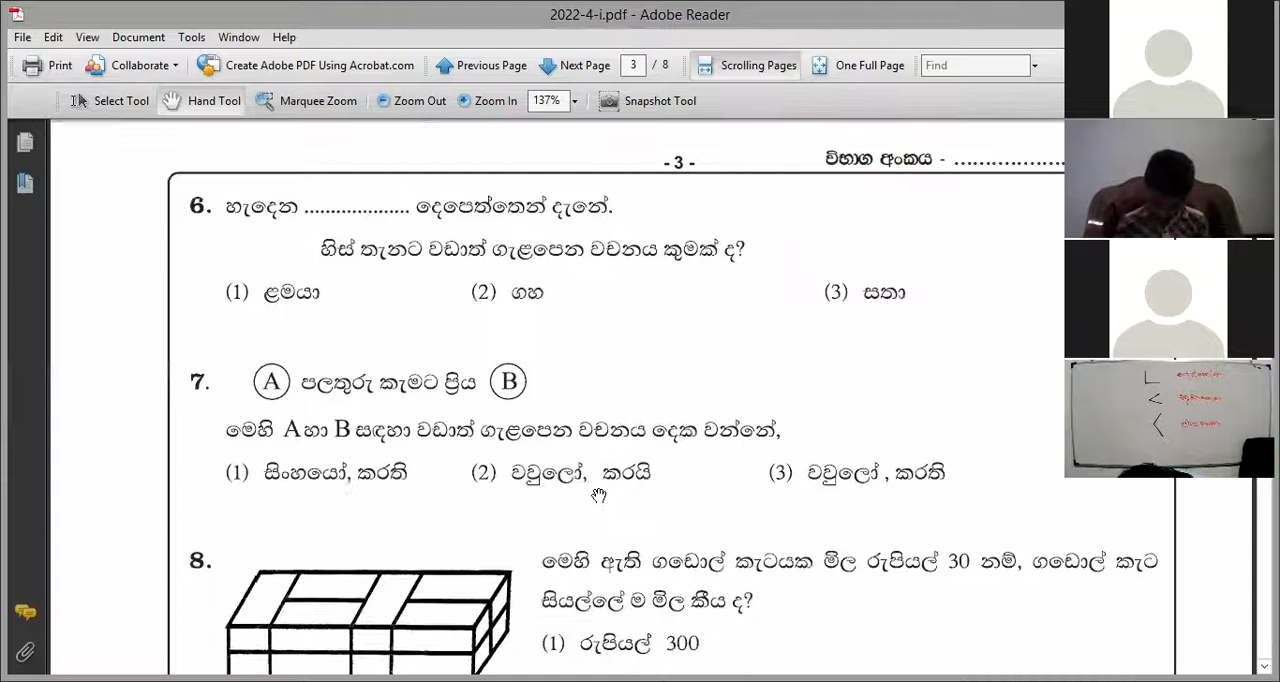 2022-4-i.pdf - Adobe Reader
File Edit View Document Tools Window Help
Print Collaborate Create Adobe PDF Using Acrobat.com Previous Page Next Page 3 / 8 Scrolling Pages One Full Page Find
Select Tool Hand Tool Marquee Zoom Zoom Out Zoom In 137% Snapshot Tool
- 3 - විභාග අංකය - ....................
6. හැදෙන .................... දෙපෙත්තෙන් දැනේ.
හිස් තැනට වඩාත් ගැළපෙන වචනය කුමක් ද?
(1) ළමයා (2) ගහ (3) සතා
7. A පලතුරු කැමට ප්‍රිය B
මෙහි A හා B සඳහා වඩාත් ගැළපෙන වචනය දෙක වන්නේ,
(1) සිංහයෝ, කරති (2) වවුලෝ, කරයි (3) වවුලෝ , කරති
8. මෙහි ඇති ගඩොල් කැටයක මිල රුපියල් 30 නම්, ගඩොල් කැට
සියල්ලේ ම මිල කීය ද?
(1) රුපියල් 300